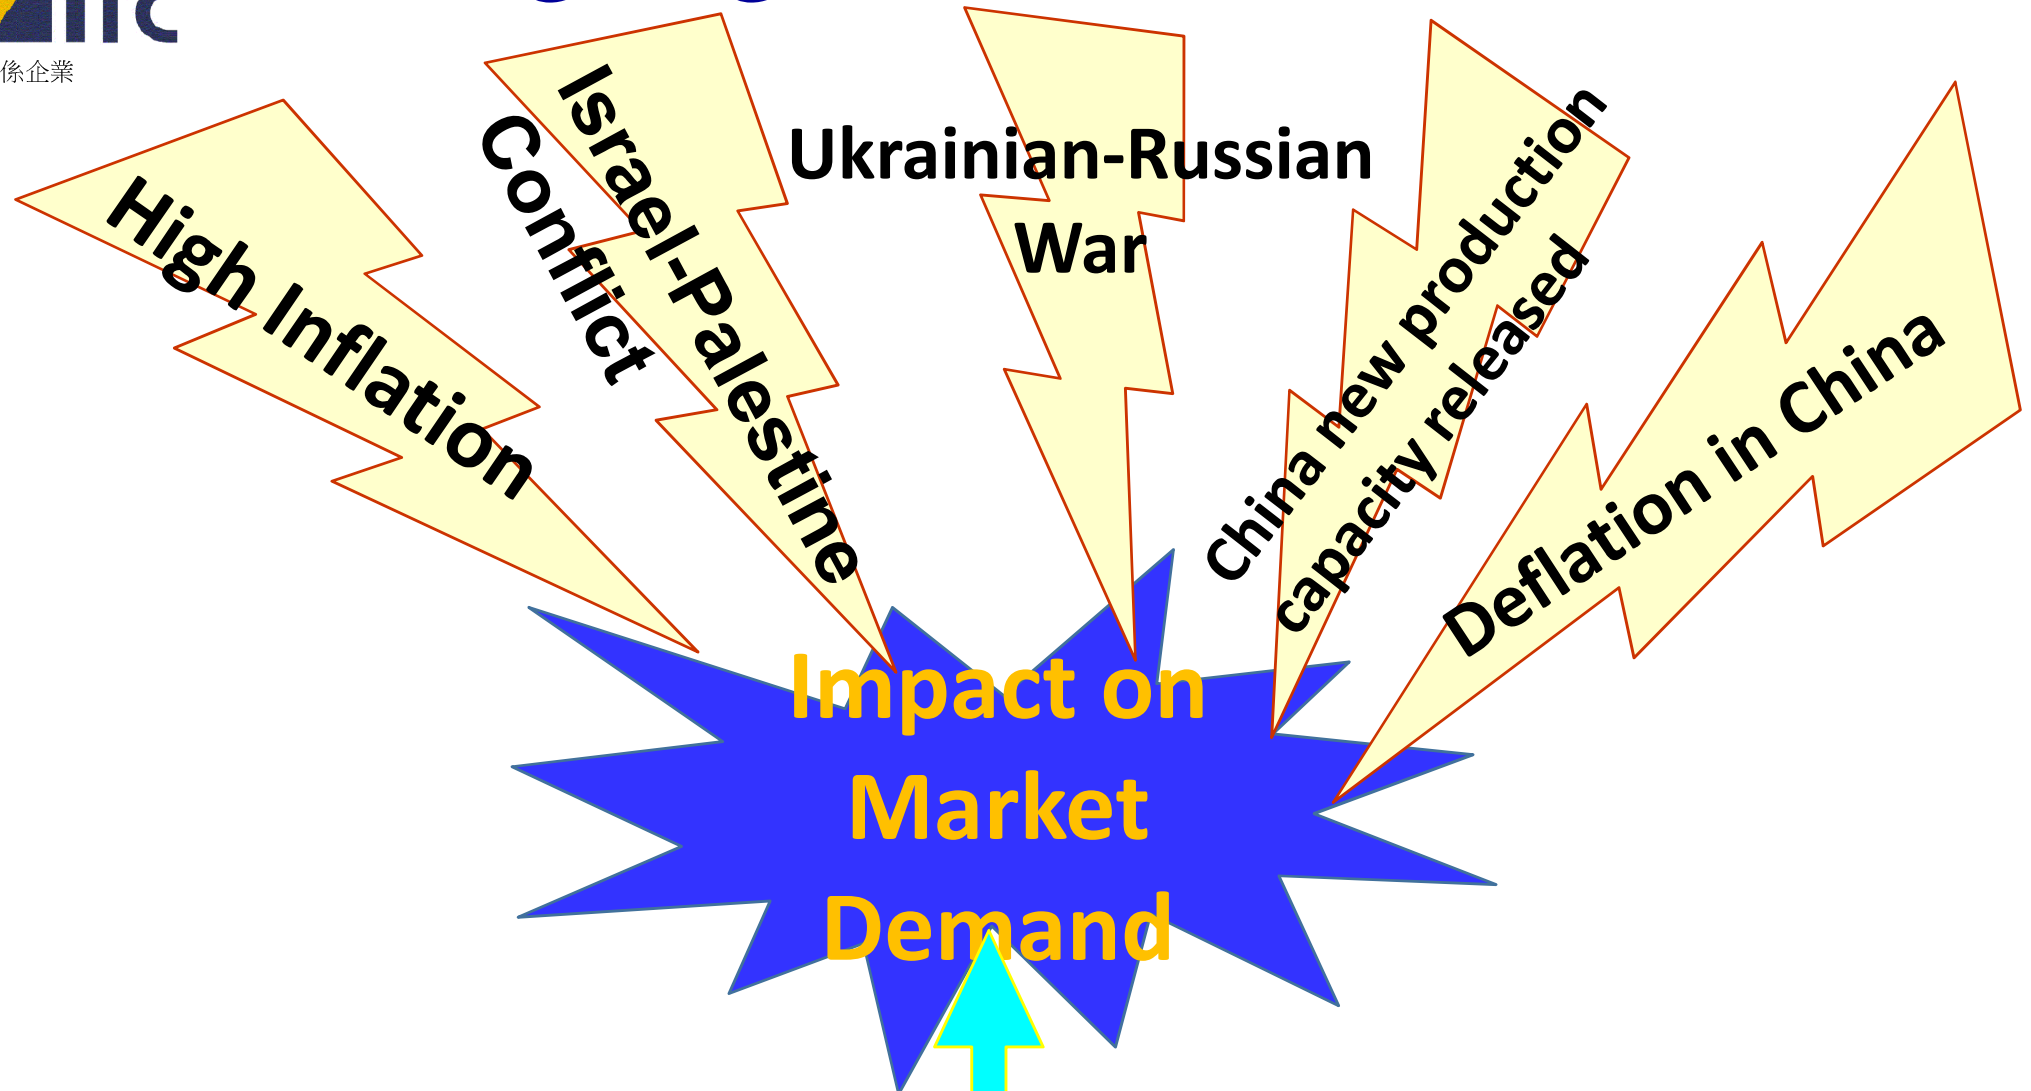 係企業
High Inflation
Israel-Palestine
Conflict
Ukrainian-Russian
War
China new production
capacity released
Deflation in China
Impact on
Market
Demand